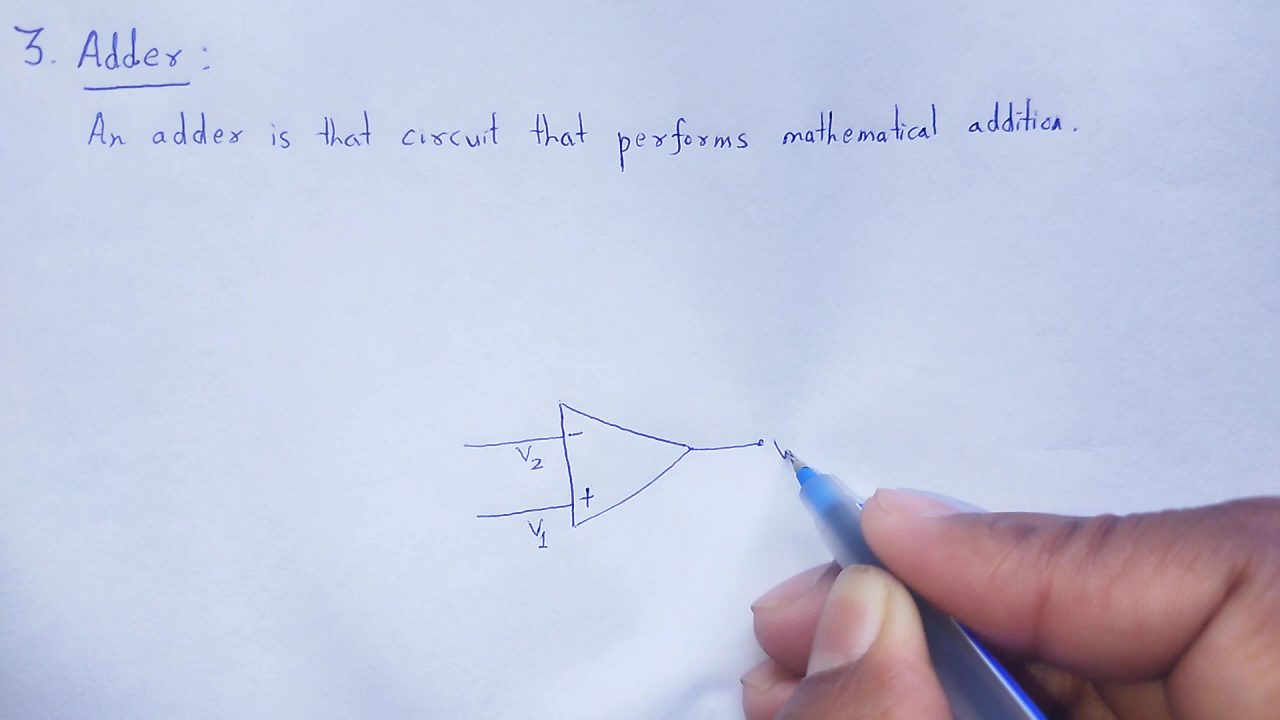 3. Adder :
An adder is that circuit that performs mathematical addition.
-
V2
+
V1